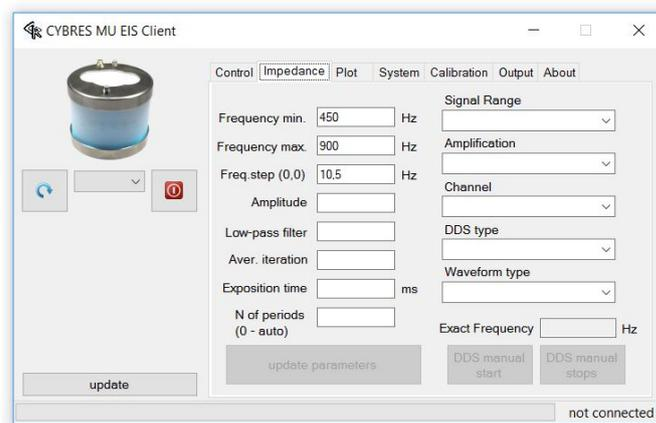 CYBRES MU EIS Client
Control Impedance Plot System Calibration Output About
Signal Range
Frequency min. 450 Hz
Frequency max. 900 Hz
Amplification
Freq.step (0,0) 10,5 Hz
Channel
Amplitude
DDS type
Low-pass filter
Aver. iteration
Waveform type
Exposition time ms
N of periods
(0 - auto)
Exact Frequency Hz
update parameters
DDS manual
start
DDS manual
stops
update
not connected